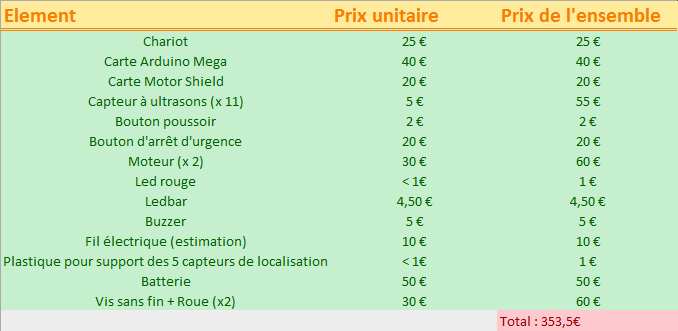 Element Prix unitaire Prix de l'ensemble
Chariot 25 € 25 €
Carte Arduino Mega 40 € 40 €
Carte Motor Shield 20 € 20 €
Capteur à ultrasons (x 11) 5 € 55 €
Bouton poussoir 2 € 2 €
Bouton d'arrêt d'urgence 20 € 20 €
Moteur (x 2) 30 € 60 €
Led rouge < 1€ 1 €
Ledbar 4,50 € 4,50 €
Buzzer 5 € 5 €
Fil électrique (estimation) 10 € 10 €
Plastique pour support des 5 capteurs de localisation < 1€ 1 €
Batterie 50 € 50 €
Vis sans fin + Roue (x2) 30 € 60 €
Total : 353,5€